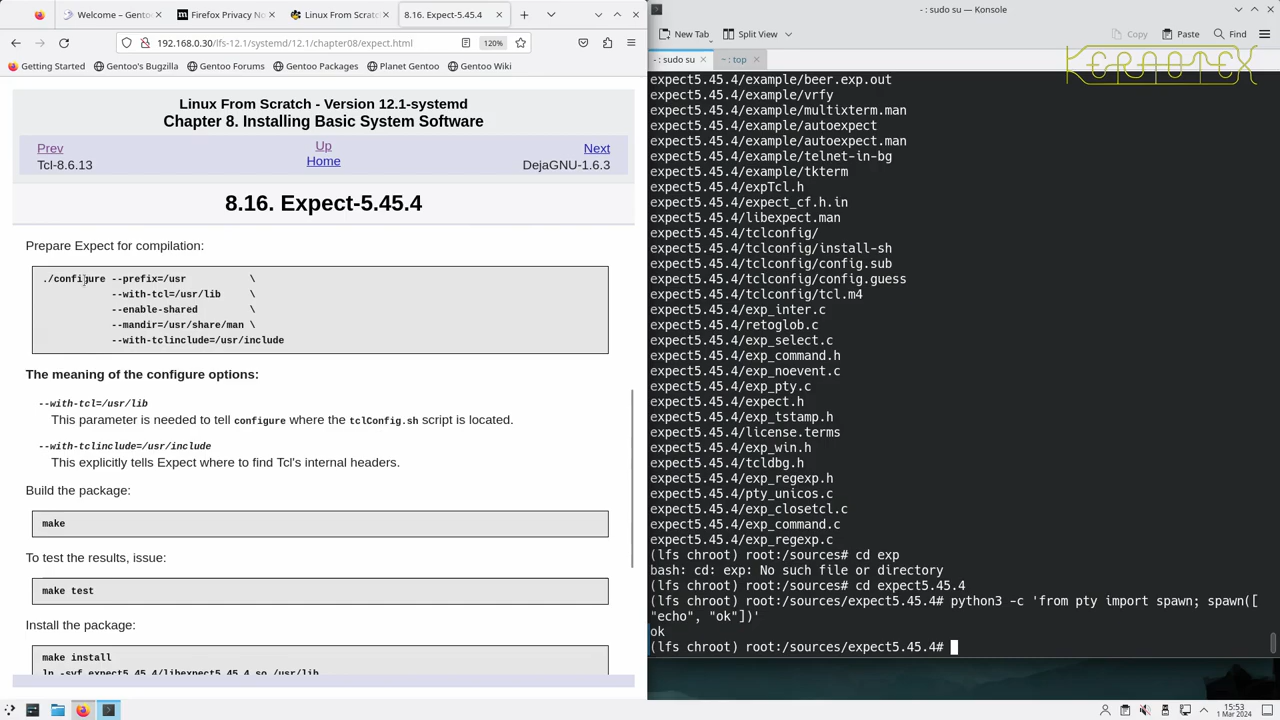 Welcome – Gento
Firefox Privacy No
Linux From Scratc
8.16. Expect-5.45.4
192.168.0.30/lfs-12.1/systemd/12.1/chapter08/expect.html
120%
Getting Started
Gentoo's Bugzilla
Gentoo Forums
Gentoo Packages
Planet Gentoo
Gentoo Wiki
Linux From Scratch - Version 12.1-systemd
Chapter 8. Installing Basic System Software
Prev
Up
Next
Tcl-8.6.13
Home
DejaGNU-1.6.3
8.16. Expect-5.45.4
Prepare Expect for compilation:
./configure --prefix=/usr \
--with-tcl=/usr/lib \
--enable-shared \
--mandir=/usr/share/man \
--with-tclinclude=/usr/include
The meaning of the configure options:
--with-tcl=/usr/lib
This parameter is needed to tell configure where the tclConfig.sh script is located.
--with-tclinclude=/usr/include
This explicitly tells Expect where to find Tcl's internal headers.
Build the package:
make
To test the results, issue:
make test
Install the package:
make install
ln -svf expect5.45.4/libexpect5.45.4.so /usr/lib
- : sudo su — Konsole
New Tab
Split View
Copy
Paste
Find
- : sudo su
~ : top
KERNOTEX
expect5.45.4/example/beer.exp.out
expect5.45.4/example/vrfy
expect5.45.4/example/multixterm.man
expect5.45.4/example/autoexpect
expect5.45.4/example/autoexpect.man
expect5.45.4/example/telnet-in-bg
expect5.45.4/example/tkterm
expect5.45.4/expTcl.h
expect5.45.4/expect_cf.h.in
expect5.45.4/libexpect.man
expect5.45.4/tclconfig/
expect5.45.4/tclconfig/install-sh
expect5.45.4/tclconfig/config.sub
expect5.45.4/tclconfig/config.guess
expect5.45.4/tclconfig/tcl.m4
expect5.45.4/exp_inter.c
expect5.45.4/retoglob.c
expect5.45.4/exp_select.c
expect5.45.4/exp_command.h
expect5.45.4/exp_noevent.c
expect5.45.4/exp_pty.c
expect5.45.4/expect.h
expect5.45.4/exp_tstamp.h
expect5.45.4/license.terms
expect5.45.4/exp_win.h
expect5.45.4/tcldbg.h
expect5.45.4/exp_regexp.h
expect5.45.4/pty_unicos.c
expect5.45.4/exp_closetcl.c
expect5.45.4/exp_command.c
expect5.45.4/exp_regexp.c
(lfs chroot) root:/sources# cd exp
bash: cd: exp: No such file or directory
(lfs chroot) root:/sources# cd expect5.45.4
(lfs chroot) root:/sources/expect5.45.4# python3 -c 'from pty import spawn; spawn([
"echo", "ok"])'
ok
(lfs chroot) root:/sources/expect5.45.4#
15:53
1 Mar 2024